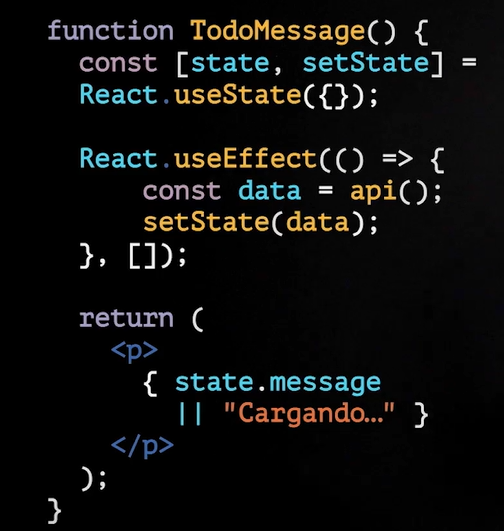 function TodoMessage() {
const [state, setState] =
React.useState({});
React.useEffect(() => {
const data = api();
setState(data);
}, []);
return (
<p>
{ state.message
|| "Cargando…" }
</p>
);
}